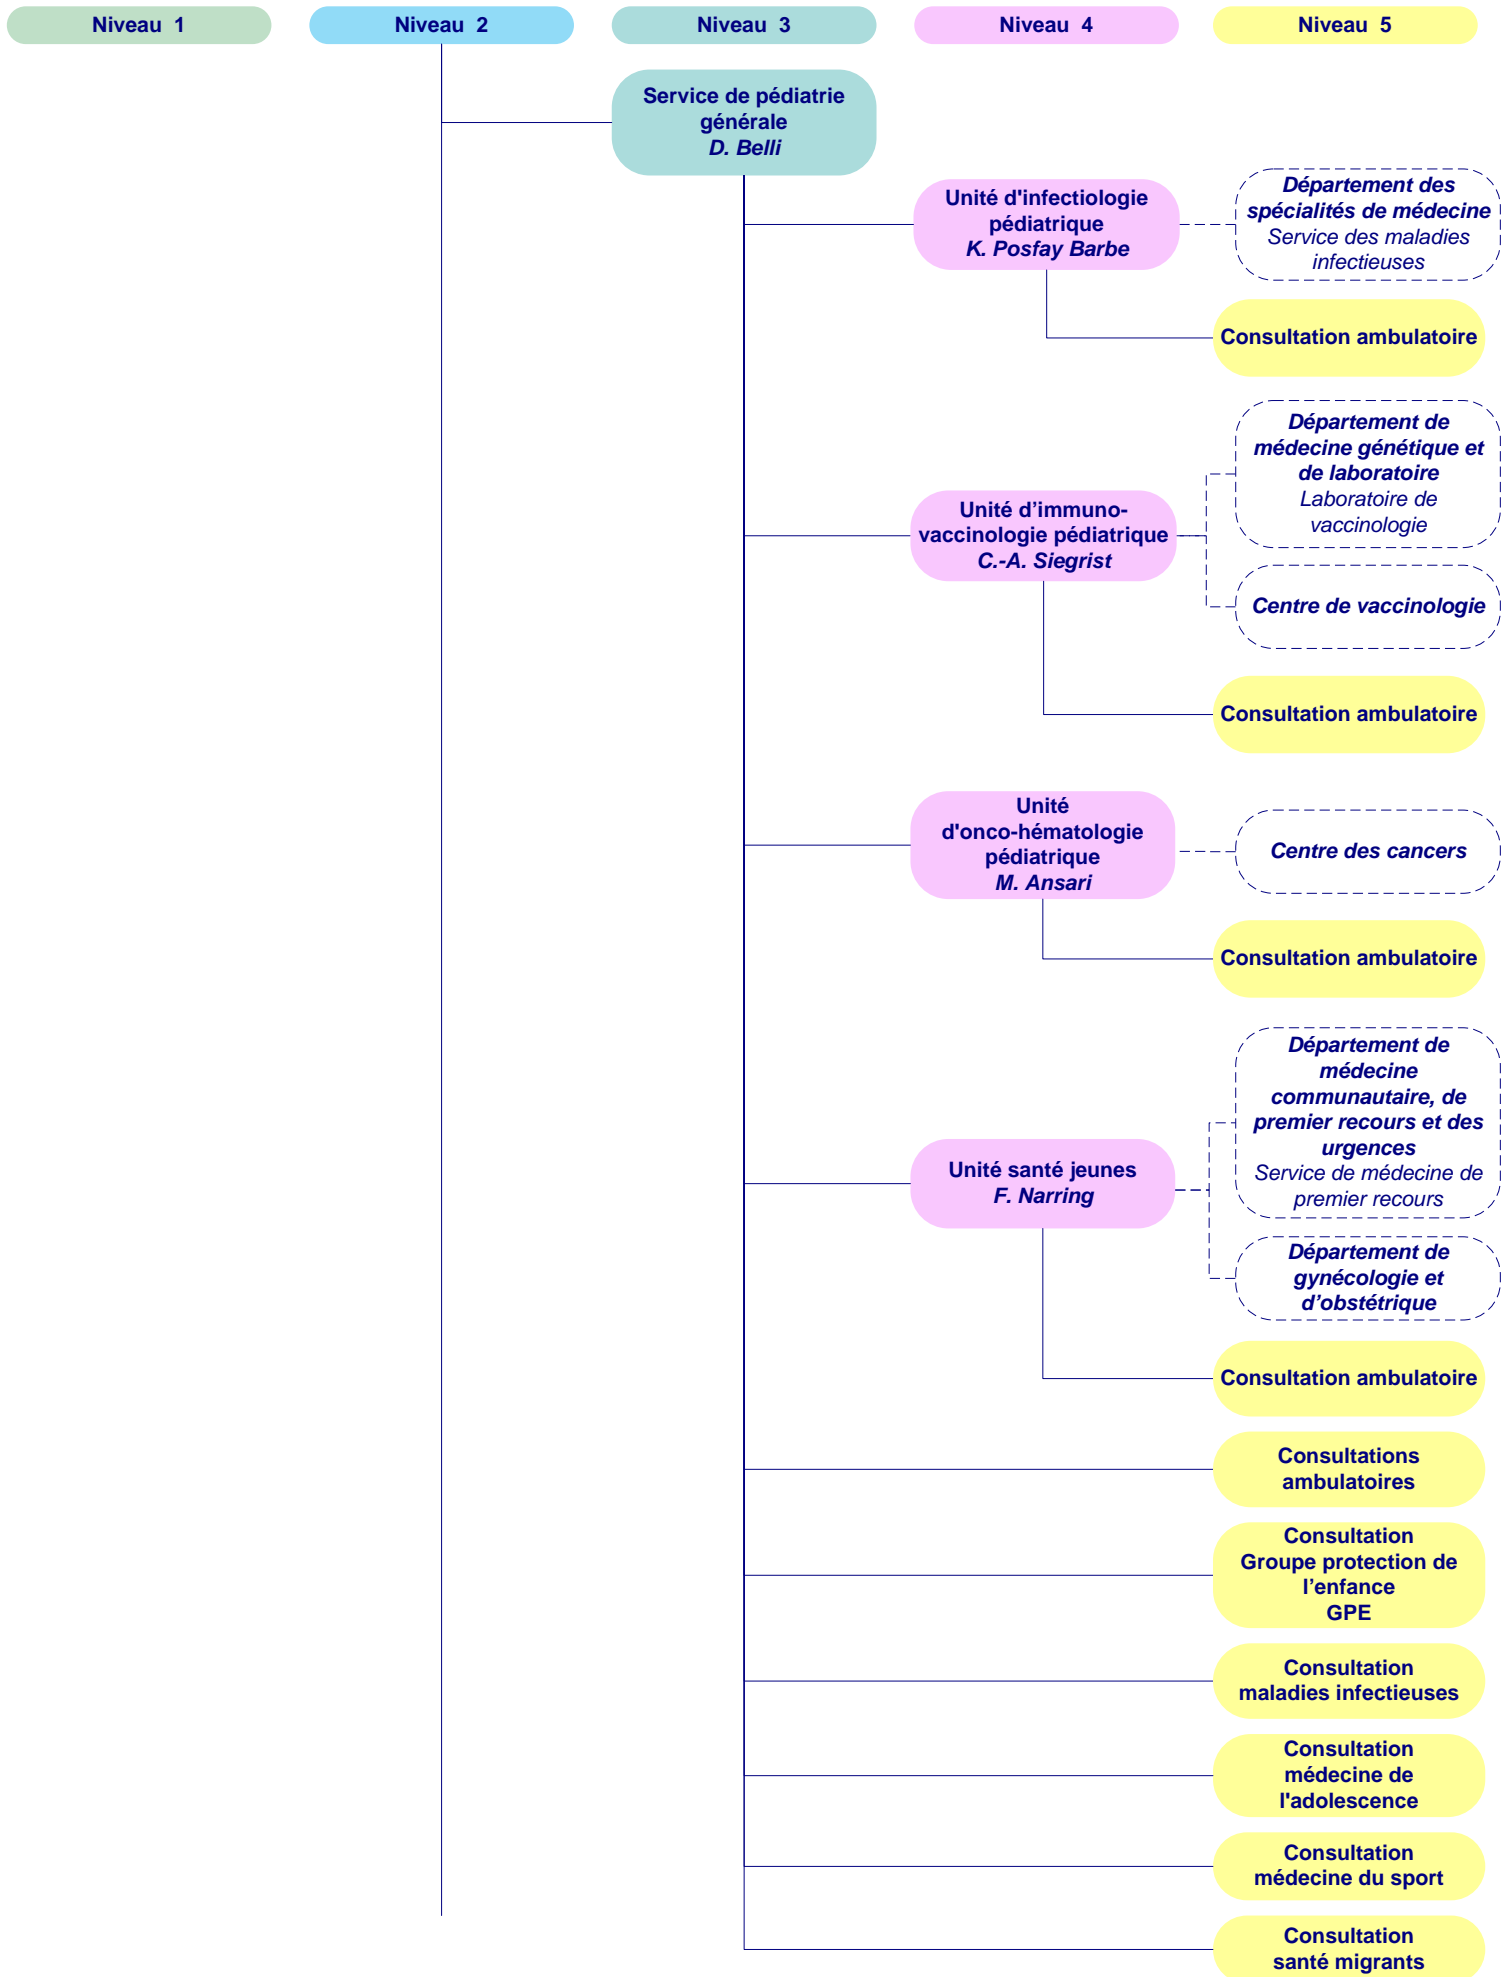 Niveau 1
Niveau 2
Niveau 3
Niveau 4
Niveau 5
Service de pédiatrie
générale
D. Belli
Unité d'infectiologie
pédiatrique
K. Posfay Barbe
Département des
spécialités de médecine
Service des maladies
infectieuses
Consultation ambulatoire
Unité d’immuno-
vaccinologie pédiatrique
C.-A. Siegrist
Département de
médecine génétique et
de laboratoire
Laboratoire de
vaccinologie
Centre de vaccinologie
Consultation ambulatoire
Unité
d'onco-hématologie
pédiatrique
M. Ansari
Centre des cancers
Consultation ambulatoire
Unité santé jeunes
F. Narring
Département de
médecine
communautaire, de
premier recours et des
urgences
Service de médecine de
premier recours
Département de
gynécologie et
d’obstétrique
Consultation ambulatoire
Consultations
ambulatoires
Consultation
Groupe protection de
l’enfance
GPE
Consultation
maladies infectieuses
Consultation
médecine de
l'adolescence
Consultation
médecine du sport
Consultation
santé migrants